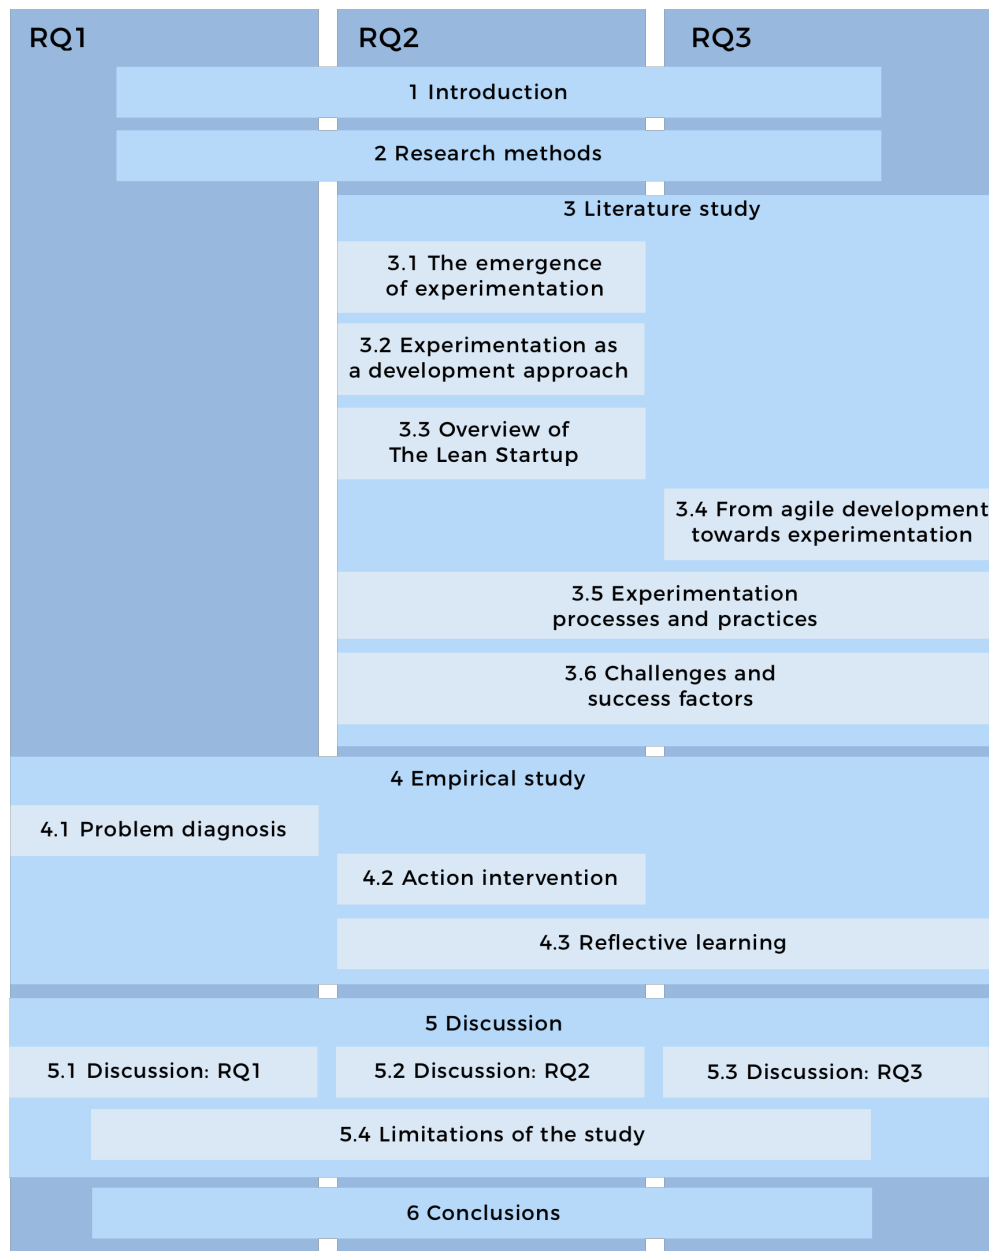 RQ1
RQ2
RQ3
1 Introduction
2 Research methods
3 Literature study
3.1 The emergence
of experimentation
3.2 Experimentation as
a development approach
3.3 Overview of
The Lean Startup
3.4 From agile development
towards experimentation
3.5 Experimentation
processes and practices
3.6 Challenges and
success factors
4 Empirical study
4.1 Problem diagnosis
4.2 Action intervention
4.3 Reflective learning
5 Discussion
5.1 Discussion: RQ1
5.2 Discussion: RQ2
5.3 Discussion: RQ3
5.4 Limitations of the study
6 Conclusions